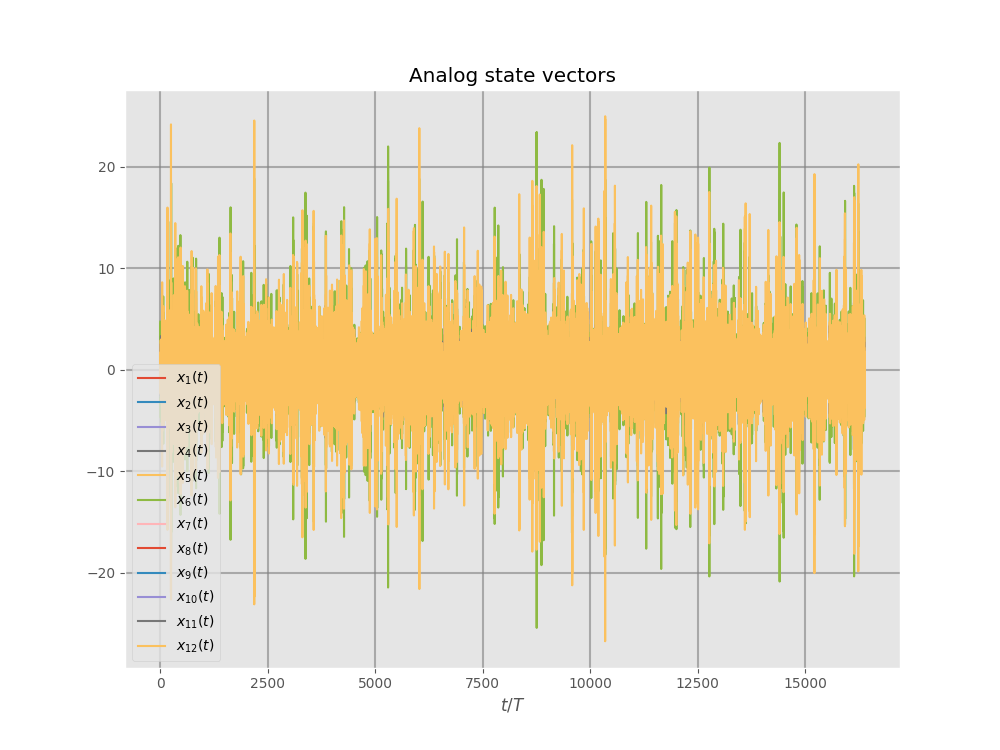 Analog state vectors
20
10
0
−10
−20
x₁(t)
x₂(t)
x₃(t)
x₄(t)
x₅(t)
x₆(t)
x₇(t)
x₈(t)
x₉(t)
x₁₀(t)
x₁₁(t)
x₁₂(t)
0 2500 5000 7500 10000 12500 15000
t/T